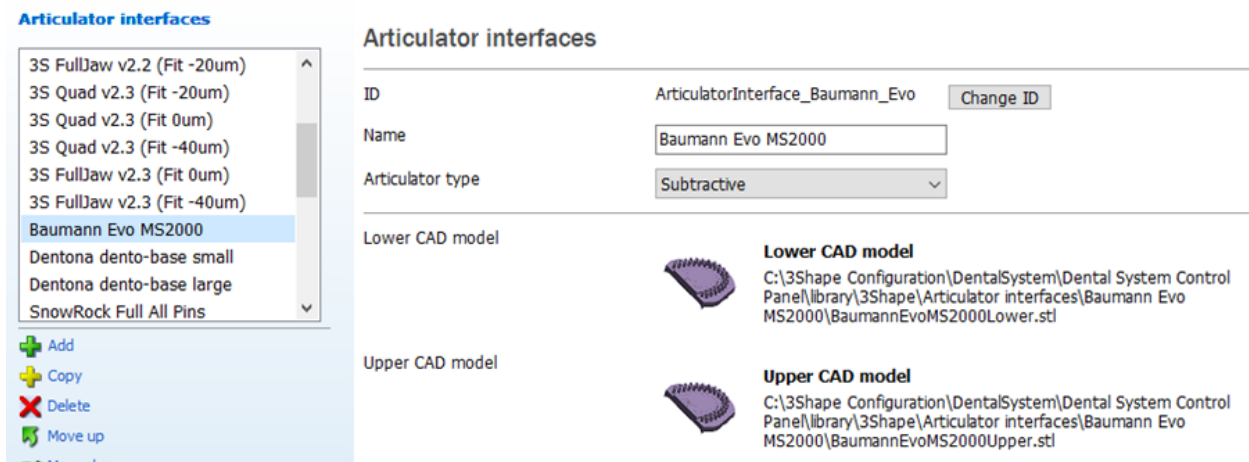 Articulator interfaces
3S FullJaw v2.2 (Fit -20um)
3S Quad v2.3 (Fit -20um)
3S Quad v2.3 (Fit 0um)
3S Quad v2.3 (Fit -40um)
3S FullJaw v2.3 (Fit 0um)
3S FullJaw v2.3 (Fit -40um)
Baumann Evo MS2000
Dentona dento-base small
Dentona dento-base large
SnowRock Full All Pins
Add
Copy
Delete
Move up
Articulator interfaces
ID
ArticulatorInterface_Baumann_Evo
Change ID
Name
Baumann Evo MS2000
Articulator type
Subtractive
Lower CAD model
Lower CAD model
C:\3Shape Configuration\DentalSystem\Dental System Control
Panel\library\3Shape\Articulator interfaces\Baumann Evo
MS2000\BaumannEvoMS2000Lower.stl
Upper CAD model
Upper CAD model
C:\3Shape Configuration\DentalSystem\Dental System Control
Panel\library\3Shape\Articulator interfaces\Baumann Evo
MS2000\BaumannEvoMS2000Upper.stl